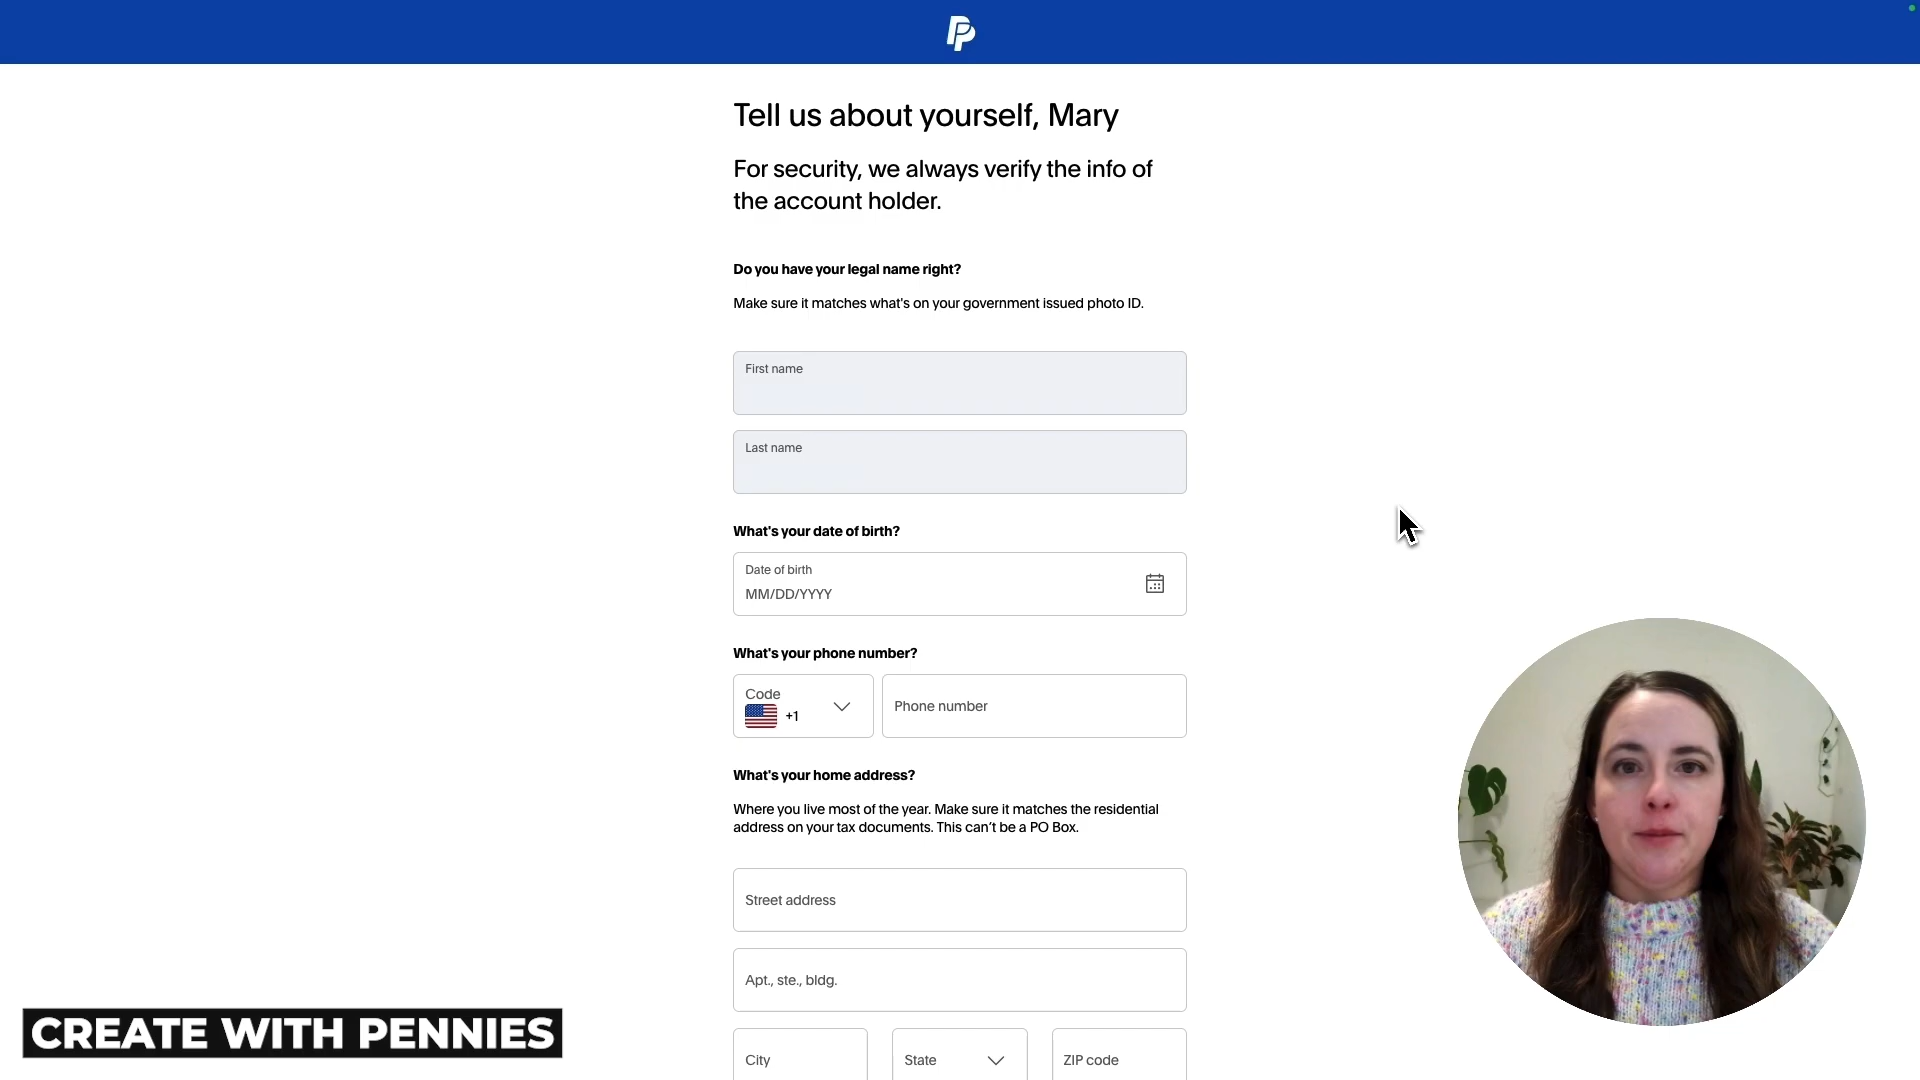 Tell us about yourself, Mary
For security, we always verify the info of
the account holder.
Do you have your legal name right?
Make sure it matches what's on your government issued photo ID.
First name
Last name
What's your date of birth?
Date of birth
MM/DD/YYYY
What's your phone number?
Code
+1
Phone number
What's your home address?
Where you live most of the year. Make sure it matches the residential
address on your tax documents. This can't be a PO Box.
Street address
Apt., ste., bldg.
City
State
ZIP code
CREATE WITH PENNIES